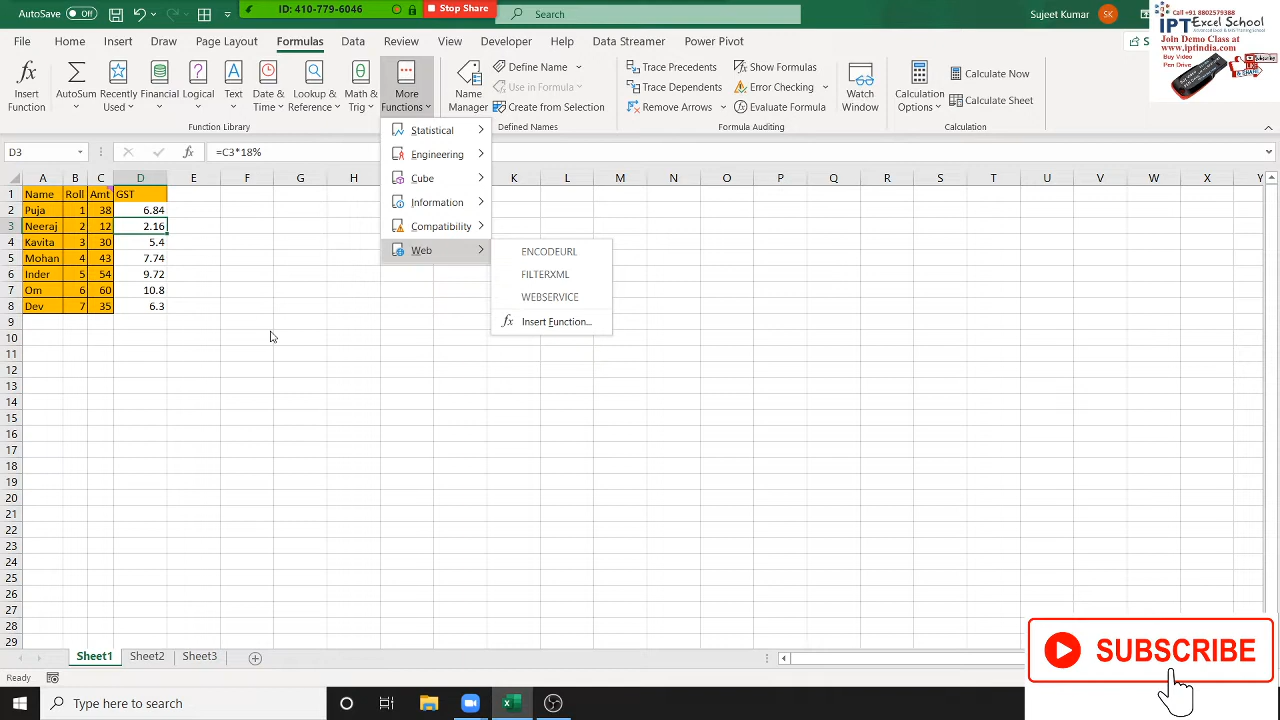 AutoSave Off
ID: 410-779-6046 Stop Share
Search
Sujeet Kumar SK
Call +91 8802579388
IPT Excel School
Advanced Excel & MIS Training School
Join Demo Class at
www.iptindia.com
Buy Video
Pen Drive
File Home Insert Draw Page Layout Formulas Data Review View Developer Help Data Streamer Power Pivot S
Insert Function
AutoSum
Recently Used
Financial
Logical
Text
Date & Time
Lookup & Reference
Math & Trig
More Functions
Function Library
Name Manager
Define Name
Use in Formula
Create from Selection
Defined Names
Trace Precedents
Trace Dependents
Remove Arrows
Show Formulas
Error Checking
Evaluate Formula
Formula Auditing
Watch Window
Calculation Options
Calculate Now
Calculate Sheet
Calculation
Statistical
Engineering
Cube
Information
Compatibility
Web
ENCODEURL
FILTERXML
WEBSERVICE
fx Insert Function...
D3 fx =C3*18%
A B C D E F G H K L M N O P Q R S T U V W X Y
1 Name Roll Amt GST
2 Puja 1 38 6.84
3 Neeraj 2 12 2.16
4 Kavita 3 30 5.4
5 Mohan 4 43 7.74
6 Inder 5 54 9.72
7 Om 6 60 10.8
8 Dev 7 35 6.3
9
10
11
12
13
14
15
16
17
18
19
20
21
22
23
24
25
26
27
28
29
Sheet1 Sheet2 Sheet3
Ready
SUBSCRIBE
Type here to search